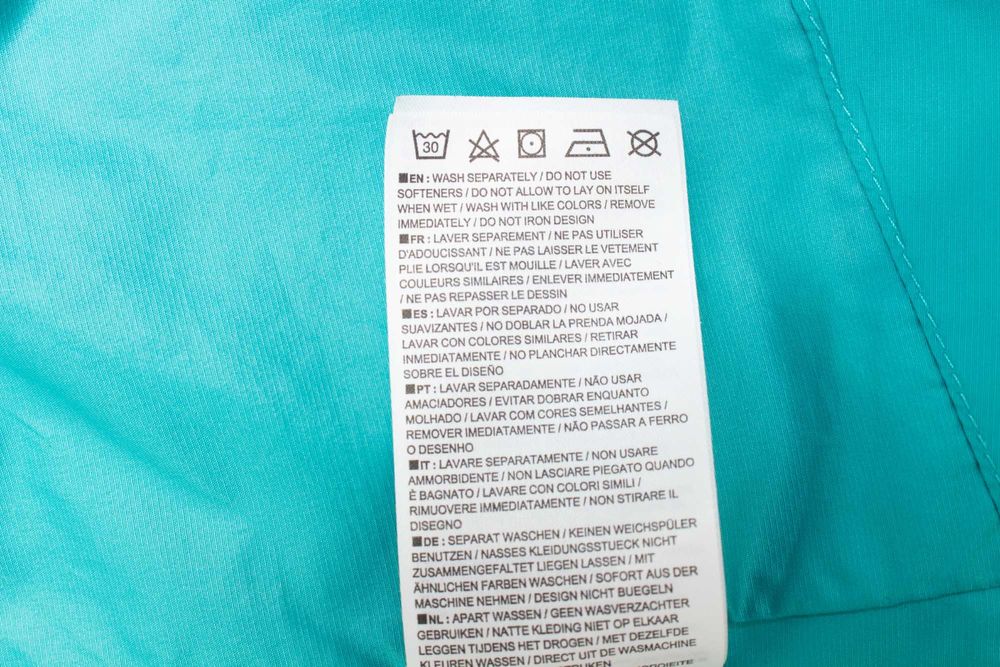 30
EN : WASH SEPARATELY / DO NOT USE
SOFTENERS / DO NOT ALLOW TO LAY ON ITSELF
WHEN WET / WASH WITH LIKE COLORS / REMOVE
IMMEDIATELY / DO NOT IRON DESIGN
FR : LAVER SEPAREMENT / NE PAS UTILISER
D'ADOUCISSANT / NE PAS LAISSER LE VETEMENT
PLIE LORSQU'IL EST MOUILLE / LAVER AVEC
COULEURS SIMILAIRES / ENLEVER IMMEDIATEMENT
/ NE PAS REPASSER LE DESSIN
ES : LAVAR POR SEPARADO / NO USAR
SUAVIZANTES / NO DOBLAR LA PRENDA MOJADA /
LAVAR CON COLORES SIMILARES / RETIRAR
INMEDIATAMENTE / NO PLANCHAR DIRECTAMENTE
SOBRE EL DISEÑO
PT : LAVAR SEPARADAMENTE / NÃO USAR
AMACIADORES / EVITAR DOBRAR ENQUANTO
MOLHADO / LAVAR COM CORES SEMELHANTES /
REMOVER IMEDIATAMENTE / NÃO PASSAR A FERRO
O DESENHO
IT : LAVARE SEPARATAMENTE / NON USARE
AMMORBIDENTE / NON LASCIARE PIEGATO QUANDO
È BAGNATO / LAVARE CON COLORI SIMILI /
RIMUOVERE IMMEDIATAMENTE / NON STIRARE IL
DISEGNO
DE : SEPARAT WASCHEN / KEINEN WEICHSPÜLER
BENUTZEN / NASSES KLEIDUNGSSTUECK NICHT
ZUSAMMENGEFALTET LIEGEN LASSEN / MIT
ÄHNLICHEN FARBEN WASCHEN / SOFORT AUS DER
MASCHINE NEHMEN / DESIGN NICHT BUEGELN
NL : APART WASSEN / GEEN WASVERZACHTER
GEBRUIKEN / NATTE KLEDING NIET OP ELKAAR
LEGGEN TIJDENS HET DROGEN / MET DEZELFDE
KLEUREN WASSEN / DIRECT UIT DE WASMACHINE